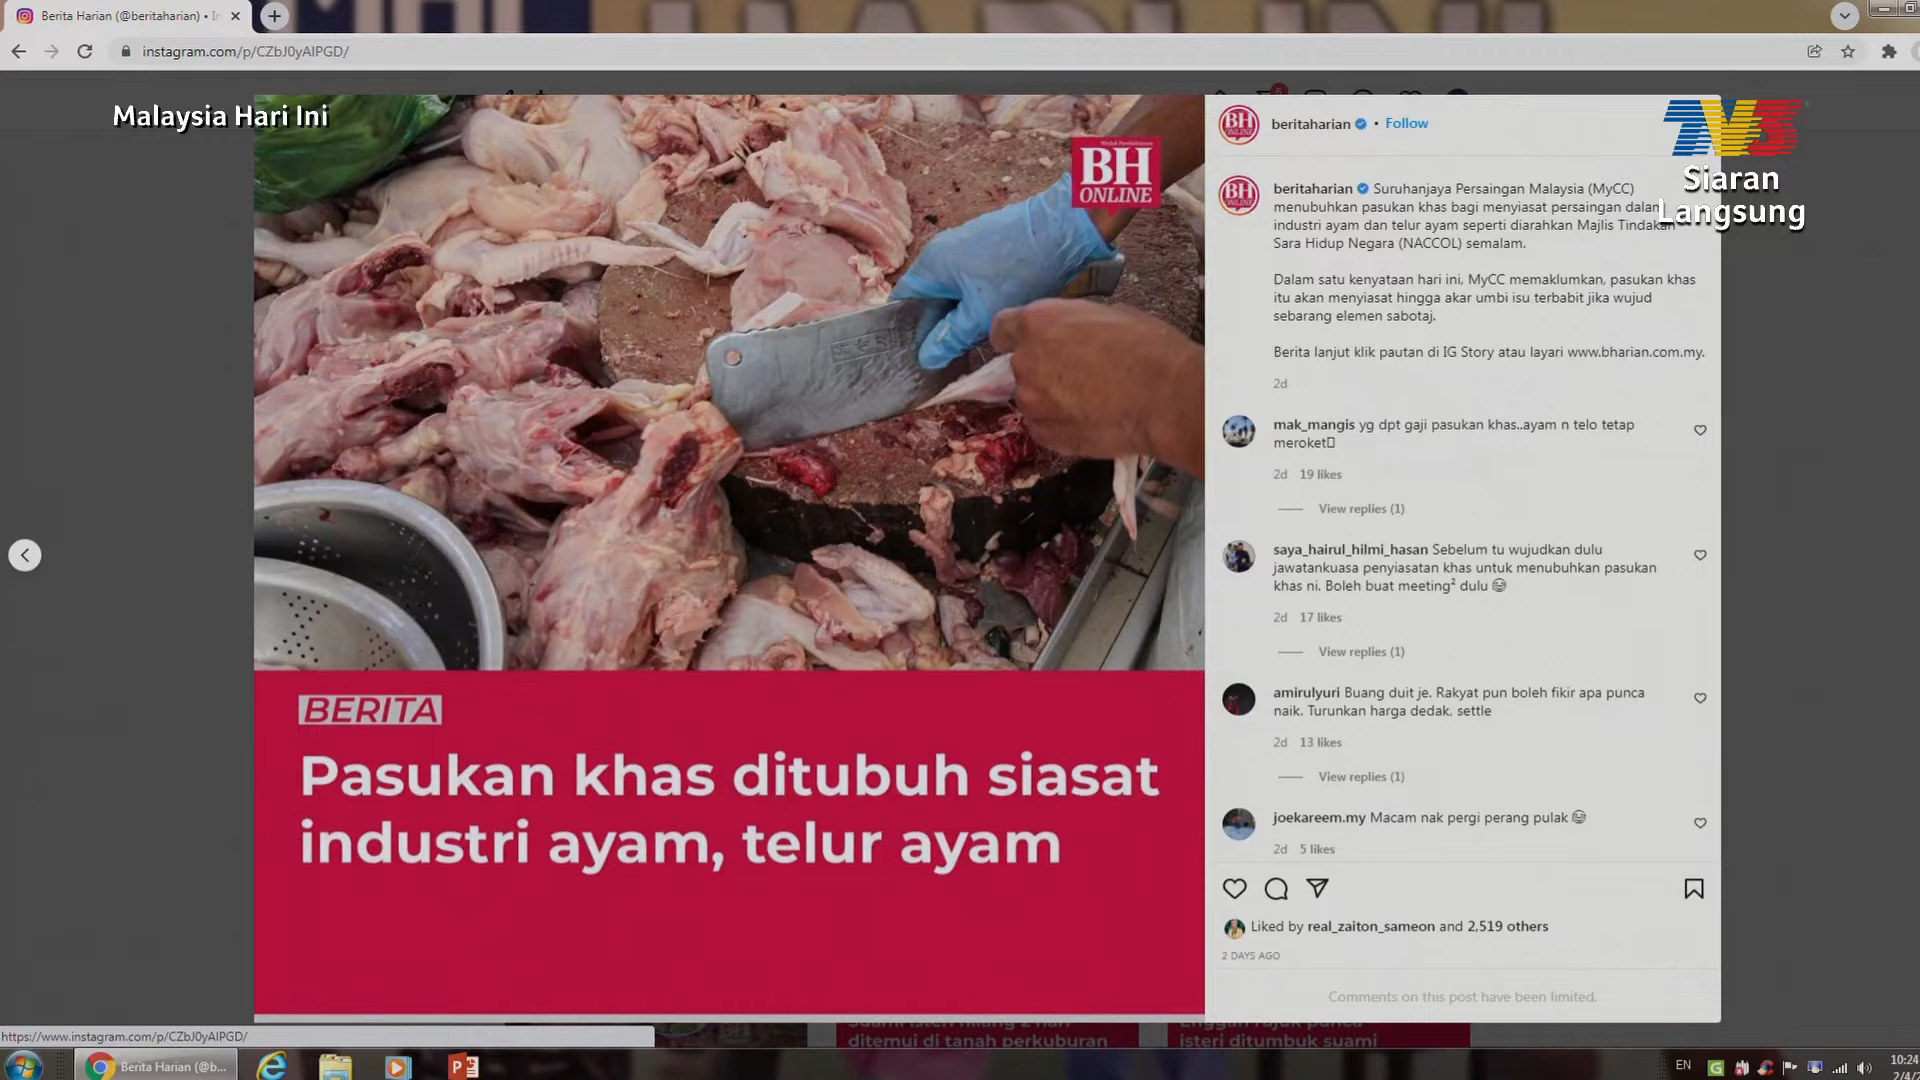 Berita Harian (@beritaharian) •
instagram.com/p/CZbJ0yAlPGD/
Malaysia Hari Ini
TV3
Siaran
Langsung
BH
ONLINE
BERITA
Pasukan khas ditubuh siasat
industri ayam, telur ayam
BH
ONLINE
beritaharian • Follow
BH
ONLINE
beritaharian Suruhanjaya Persaingan Malaysia (MyCC)
menubuhkan pasukan khas bagi menyiasat persaingan dalam
industri ayam dan telur ayam seperti diarahkan Majlis Tindakan
Sara Hidup Negara (NACCOL) semalam.
Dalam satu kenyataan hari ini, MyCC memaklumkan, pasukan khas
itu akan menyiasat hingga akar umbi isu terbabit jika wujud
sebarang elemen sabotaj.
Berita lanjut klik pautan di IG Story atau layari www.bharian.com.my.
2d
mak_mangis yg dpt gaji pasukan khas..ayam n telo tetap
meroket
2d 19 likes
View replies (1)
saya_hairul_hilmi_hasan Sebelum tu wujudkan dulu
jawatankuasa penyiasatan khas untuk menubuhkan pasukan
khas ni. Boleh buat meeting² dulu 😂
2d 17 likes
View replies (1)
amirulyuri Buang duit je. Rakyat pun boleh fikir apa punca
naik. Turunkan harga dedak, settle
2d 13 likes
View replies (1)
joekareem.my Macam nak pergi perang pulak 😂
2d 5 likes
Liked by real_zaiton_sameon and 2,519 others
2 DAYS AGO
Comments on this post have been limited.
ditemui di tanah perkuburan
isteri ditumbuk suami
https://www.instagram.com/p/CZbJ0yAlPGD/
Berita Harian (@b...
EN
10:24